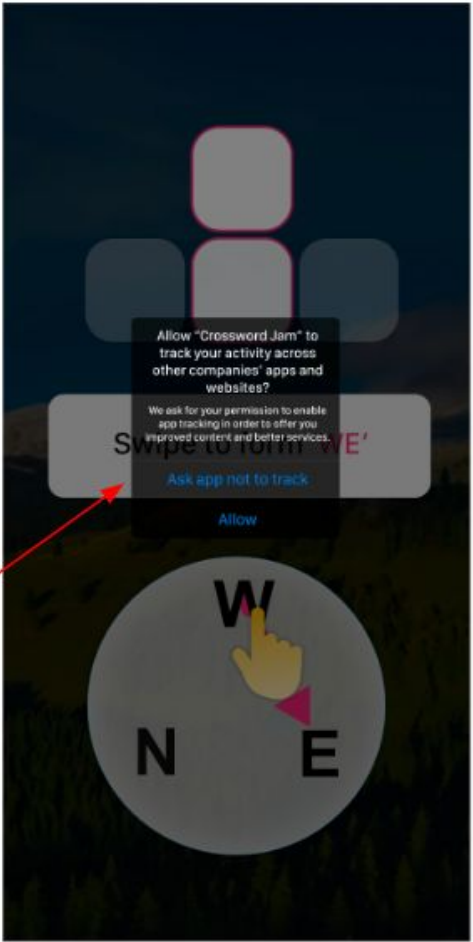 Allow "Crossword Jam" to
track your activity across
other companies' apps and
websites?
We ask for your permission to enable
app tracking in order to offer you
improved content and better services.
Swipe to form 'WE'
Ask app not to track
Allow
W
N E